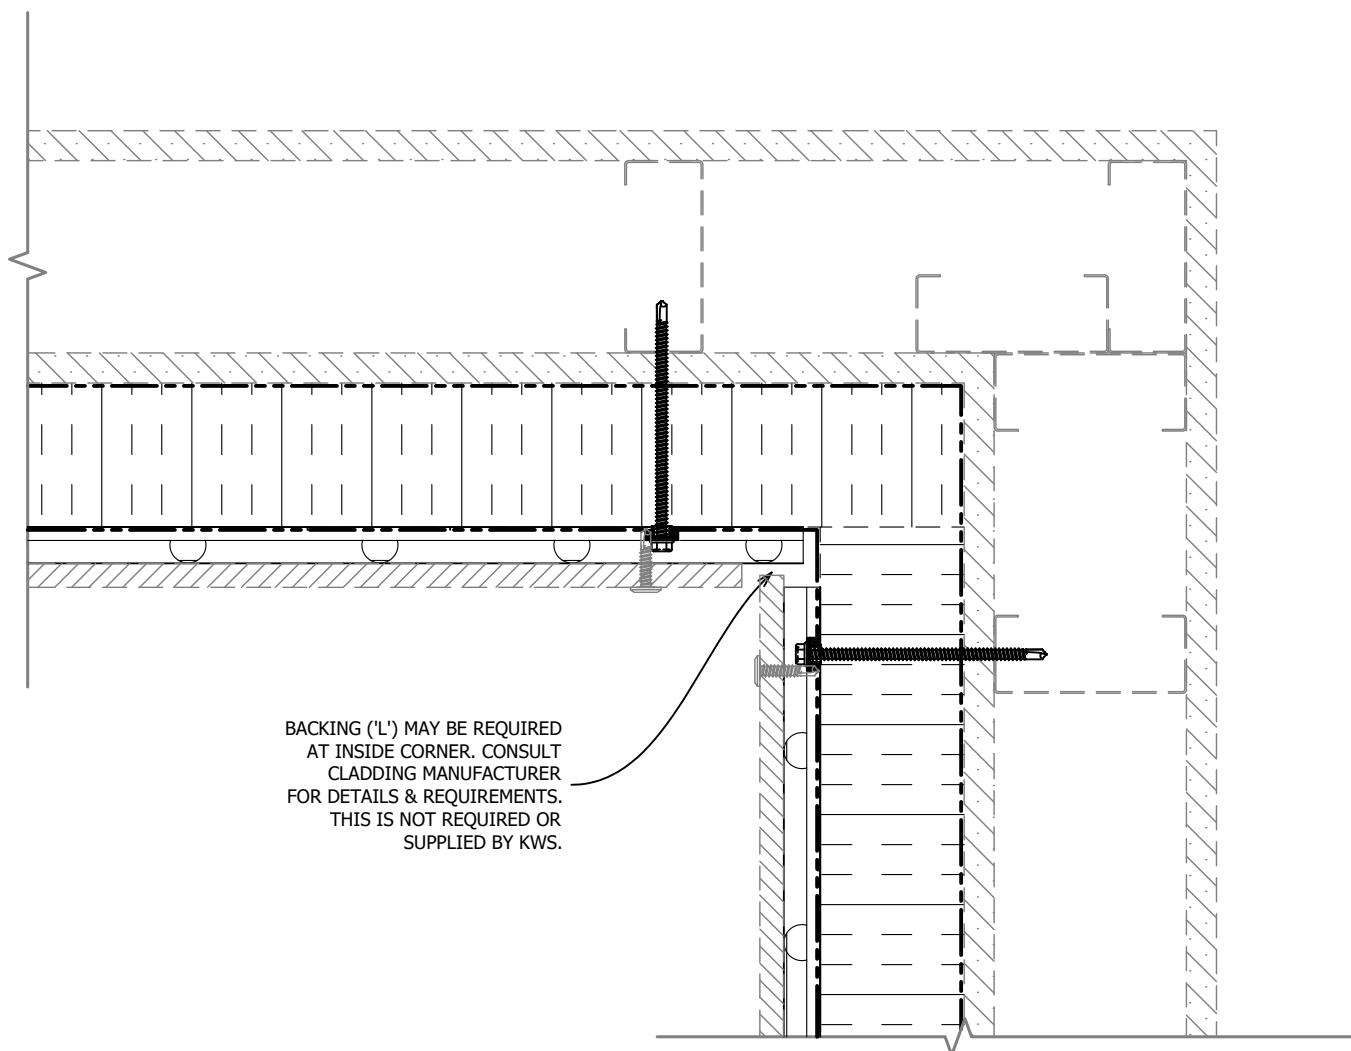 BACKING ('L') MAY BE REQUIRED
AT INSIDE CORNER. CONSULT
CLADDING MANUFACTURER
FOR DETAILS & REQUIREMENTS.
THIS IS NOT REQUIRED OR
SUPPLIED BY KWS.